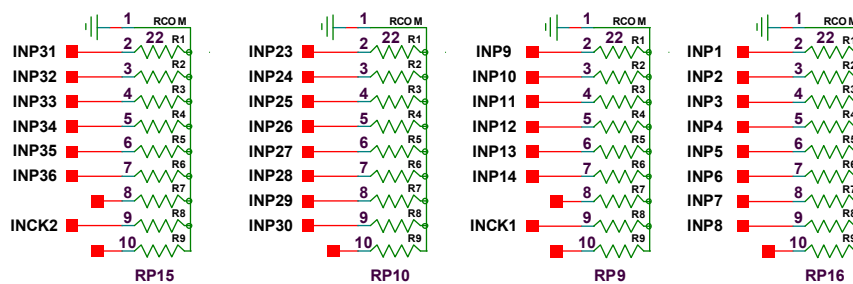 1 RCOM 1 RCOM 1 RCOM 1 RCOM
22 R1 22 R1 22 R1 22 R1
INP31 2 INP23 2 INP9 2 INP1 2
R2 R2 R2 R2
INP32 3 INP24 3 INP10 3 INP2 3
R3 R3 R3 R3
INP33 4 INP25 4 INP11 4 INP3 4
R4 R4 R4 R4
INP34 5 INP26 5 INP12 5 INP4 5
R5 R5 R5 R5
INP35 6 INP27 6 INP13 6 INP5 6
R6 R6 R6 R6
INP36 7 INP28 7 INP14 7 INP6 7
R7 R7 R7 R7
8 INP29 8 8 INP7 8
R8 R8 R8 R8
INCK2 9 INP30 9 INCK1 9 INP8 9
R9 R9 R9 R9
10 10 10 10
RP15 RP10 RP9 RP16